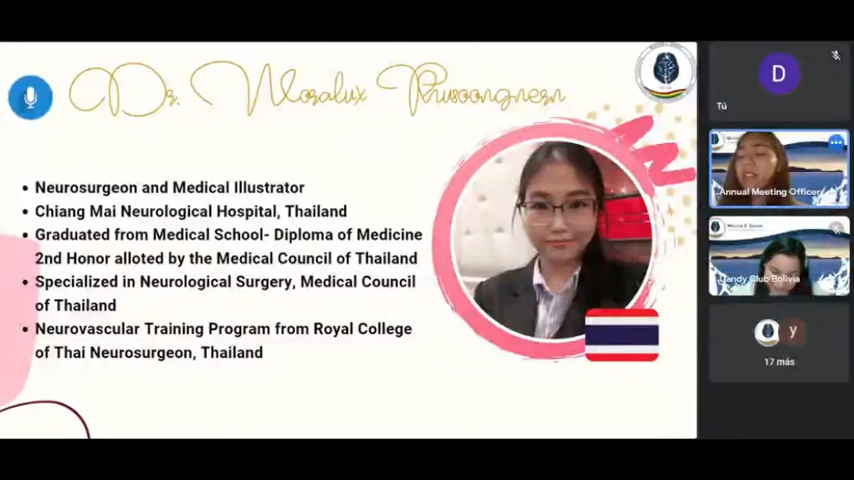 Dr. Woralux Phusoongnern
Neurosurgeon and Medical Illustrator
Chiang Mai Neurological Hospital, Thailand
Graduated from Medical School- Diploma of Medicine
2nd Honor alloted by the Medical Council of Thailand
Specialized in Neurological Surgery, Medical Council
of Thailand
Neurovascular Training Program from Royal College
of Thai Neurosurgeon, Thailand
D
Tú
Annual Meeting Officer
Dandy Club Bolivia
y
17 más